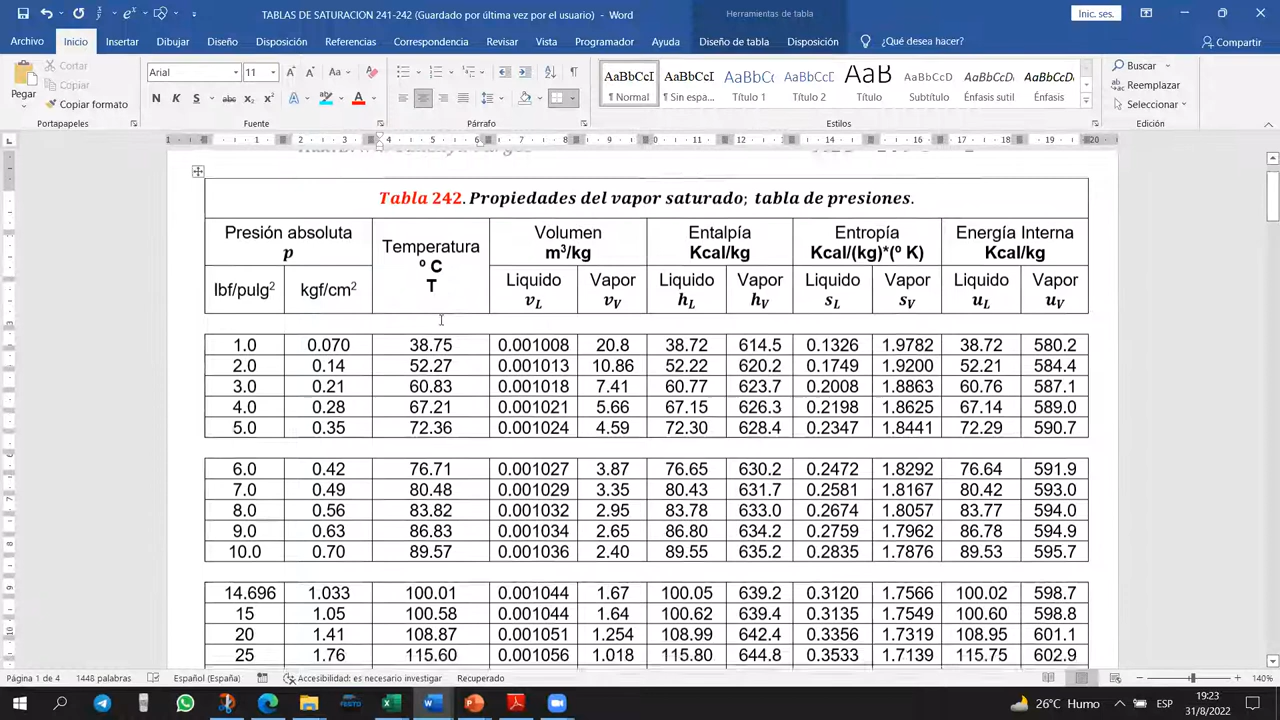 TABLAS DE SATURACION 241-242 (Guardado por última vez por el usuario) - Word
Herramientas de tabla
Inic. ses.
Archivo Inicio Insertar Dibujar Diseño Disposición Referencias Correspondencia Revisar Vista Programador Ayuda Diseño de tabla Disposición ¿Qué desea hacer? Compartir
Pegar
Cortar
Copiar
Copiar formato
Portapapeles
Arial 11
N K S abc x₂ x²
Fuente
Párrafo
AaBbCcI AaBbCcI AaBbCc AaBbCcI AaB AaBbCcD AaBbCcI AaBbCcI
¶ Normal ¶ Sin espa... Título 1 Título 2 Título Subtítulo Énfasis sutil Énfasis
Estilos
Buscar
Reemplazar
Seleccionar
Edición
Tabla 242. Propiedades del vapor saturado; tabla de presiones.
Presión absoluta p Temperatura º C T Volumen m³/kg Entalpía Kcal/kg Entropía Kcal/(kg)*(º K) Energía Interna Kcal/kg
lbf/pulg² kgf/cm² Liquido v_L Vapor v_V Liquido h_L Vapor h_V Liquido s_L Vapor s_V Liquido u_L Vapor u_V
1.0 0.070 38.75 0.001008 20.8 38.72 614.5 0.1326 1.9782 38.72 580.2
2.0 0.14 52.27 0.001013 10.86 52.22 620.2 0.1749 1.9200 52.21 584.4
3.0 0.21 60.83 0.001018 7.41 60.77 623.7 0.2008 1.8863 60.76 587.1
4.0 0.28 67.21 0.001021 5.66 67.15 626.3 0.2198 1.8625 67.14 589.0
5.0 0.35 72.36 0.001024 4.59 72.30 628.4 0.2347 1.8441 72.29 590.7
6.0 0.42 76.71 0.001027 3.87 76.65 630.2 0.2472 1.8292 76.64 591.9
7.0 0.49 80.48 0.001029 3.35 80.43 631.7 0.2581 1.8167 80.42 593.0
8.0 0.56 83.82 0.001032 2.95 83.78 633.0 0.2674 1.8057 83.77 594.0
9.0 0.63 86.83 0.001034 2.65 86.80 634.2 0.2759 1.7962 86.78 594.9
10.0 0.70 89.57 0.001036 2.40 89.55 635.2 0.2835 1.7876 89.53 595.7
14.696 1.033 100.01 0.001044 1.67 100.05 639.2 0.3120 1.7566 100.02 598.7
15 1.05 100.58 0.001044 1.64 100.62 639.4 0.3135 1.7549 100.60 598.8
20 1.41 108.87 0.001051 1.254 108.99 642.4 0.3356 1.7319 108.95 601.1
25 1.76 115.60 0.001056 1.018 115.80 644.8 0.3533 1.7139 115.75 602.9
Página 1 de 4 1448 palabras Español (España) Accesibilidad: es necesario investigar Recuperado 140%
26°C Humo ESP 19:23
31/8/2022